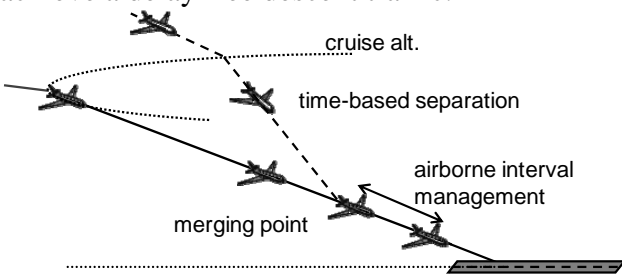 cruise alt.
time-based separation
airborne interval
management
merging point